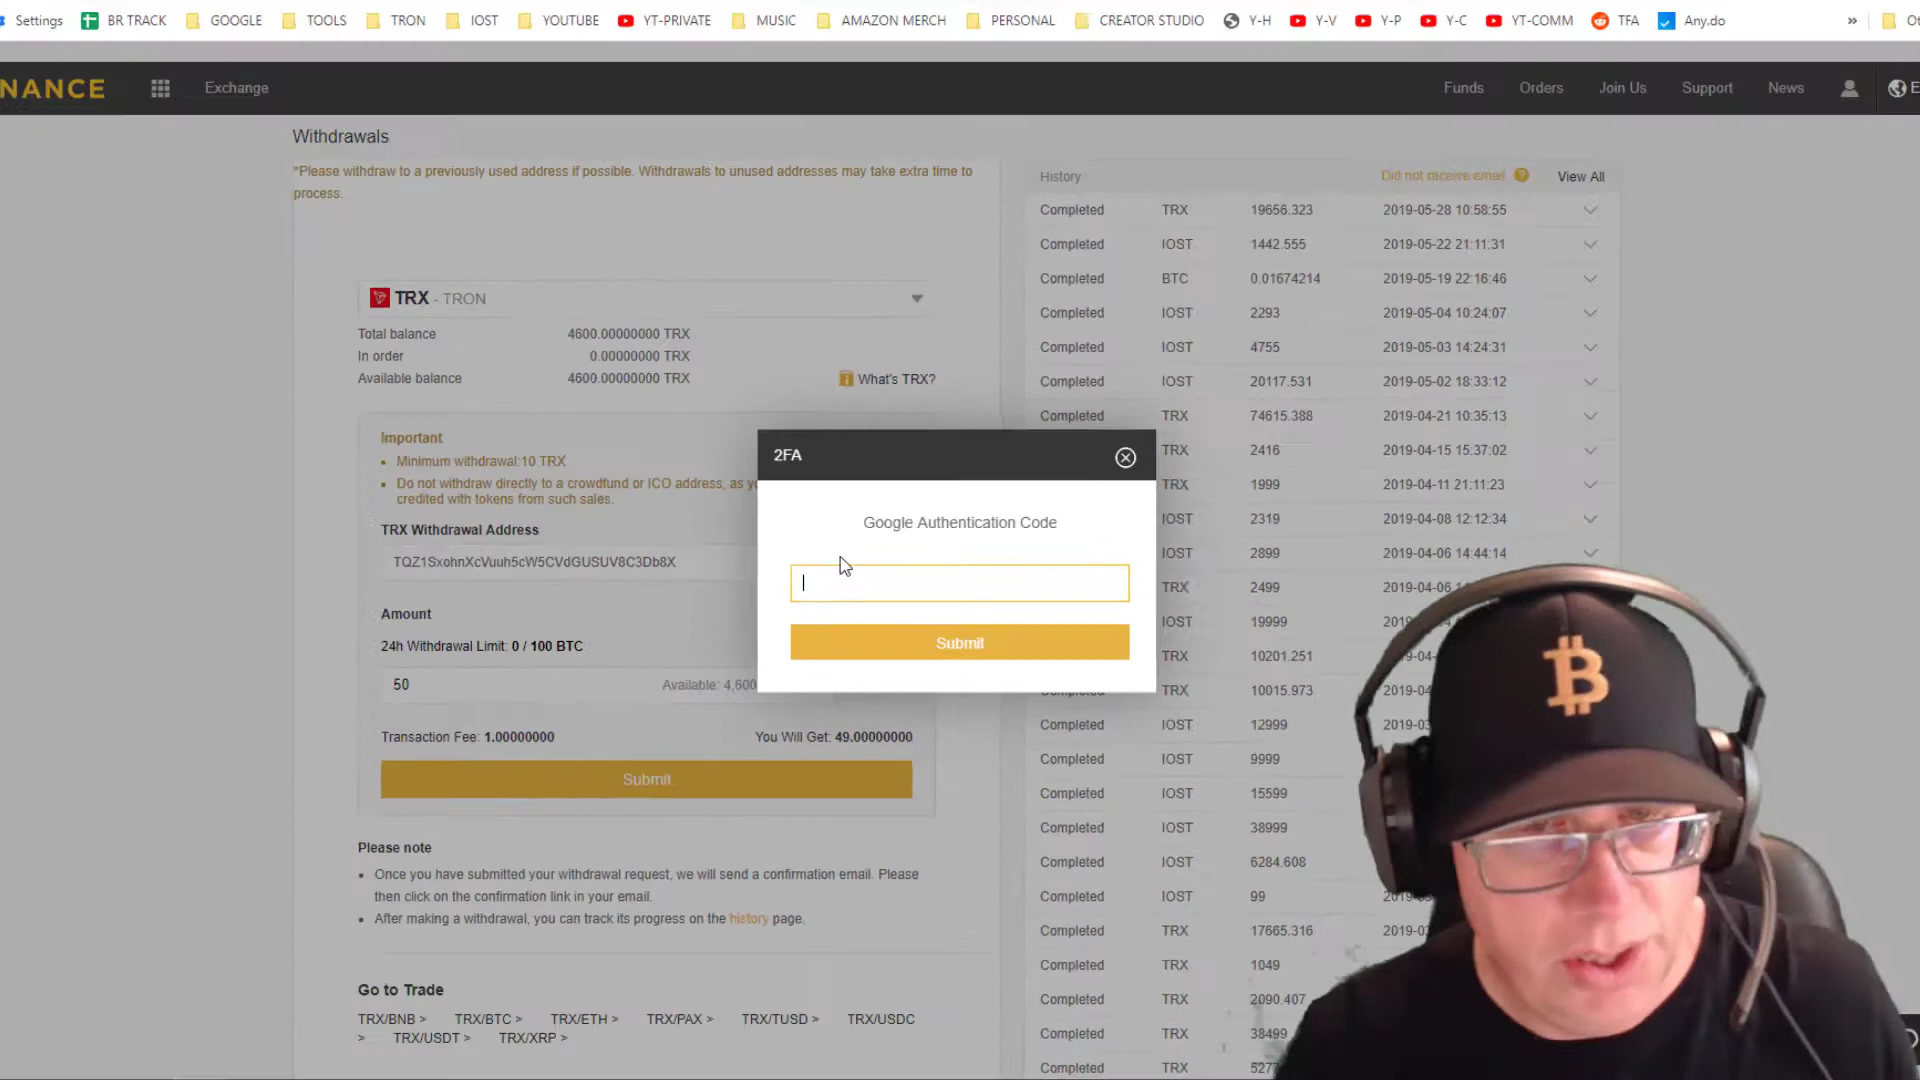 Settings BR TRACK GOOGLE TOOLS TRON IOST YOUTUBE YT-PRIVATE MUSIC AMAZON MERCH PERSONAL CREATOR STUDIO Y-H Y-V Y-P Y-C YT-COMM TFA Any.do »
NANCE Exchange Funds Orders Join Us Support News
Withdrawals
*Please withdraw to a previously used address if possible. Withdrawals to unused addresses may take extra time to
process.
TRX - TRON
Total balance 4600.00000000 TRX
In order 0.00000000 TRX
Available balance 4600.00000000 TRX
What's TRX?
Important
• Minimum withdrawal:10 TRX
• Do not withdraw directly to a crowdfund or ICO address, as
credited with tokens from such sales.
TRX Withdrawal Address
TQZ1SxohnXcVuuh5cW5CVdGUSUV8C3Db8X
Amount
24h Withdrawal Limit: 0 / 100 BTC
50 Available: 4,600
Transaction Fee: 1.00000000 You Will Get: 49.00000000
Submit
Please note
• Once you have submitted your withdrawal request, we will send a confirmation email. Please
then click on the confirmation link in your email.
• After making a withdrawal, you can track its progress on the history page.
Go to Trade
TRX/BNB > TRX/BTC > TRX/ETH > TRX/PAX > TRX/TUSD > TRX/USDC
> TRX/USDT > TRX/XRP >
2FA
Google Authentication Code
Submit
History Did not receive email ? View All
Completed TRX 19656.323 2019-05-28 10:58:55
Completed IOST 1442.555 2019-05-22 21:11:31
Completed BTC 0.01674214 2019-05-19 22:16:46
Completed IOST 2293 2019-05-04 10:24:07
Completed IOST 4755 2019-05-03 14:24:31
Completed IOST 20117.531 2019-05-02 18:33:12
Completed TRX 74615.388 2019-04-21 10:35:13
TRX 2416 2019-04-15 15:37:02
TRX 1999 2019-04-11 21:11:23
IOST 2319 2019-04-08 12:12:34
IOST 2899 2019-04-06 14:44:14
TRX 2499 2019-04-06
IOST 19999
TRX 10201.251
Completed TRX 10015.973
Completed IOST 12999
Completed IOST 9999
Completed IOST 15599
Completed IOST 38999
Completed IOST 6284.608
Completed IOST 99
Completed TRX 17665.316
Completed TRX 1049
Completed TRX 2090.407
Completed TRX 38499
Completed TRX